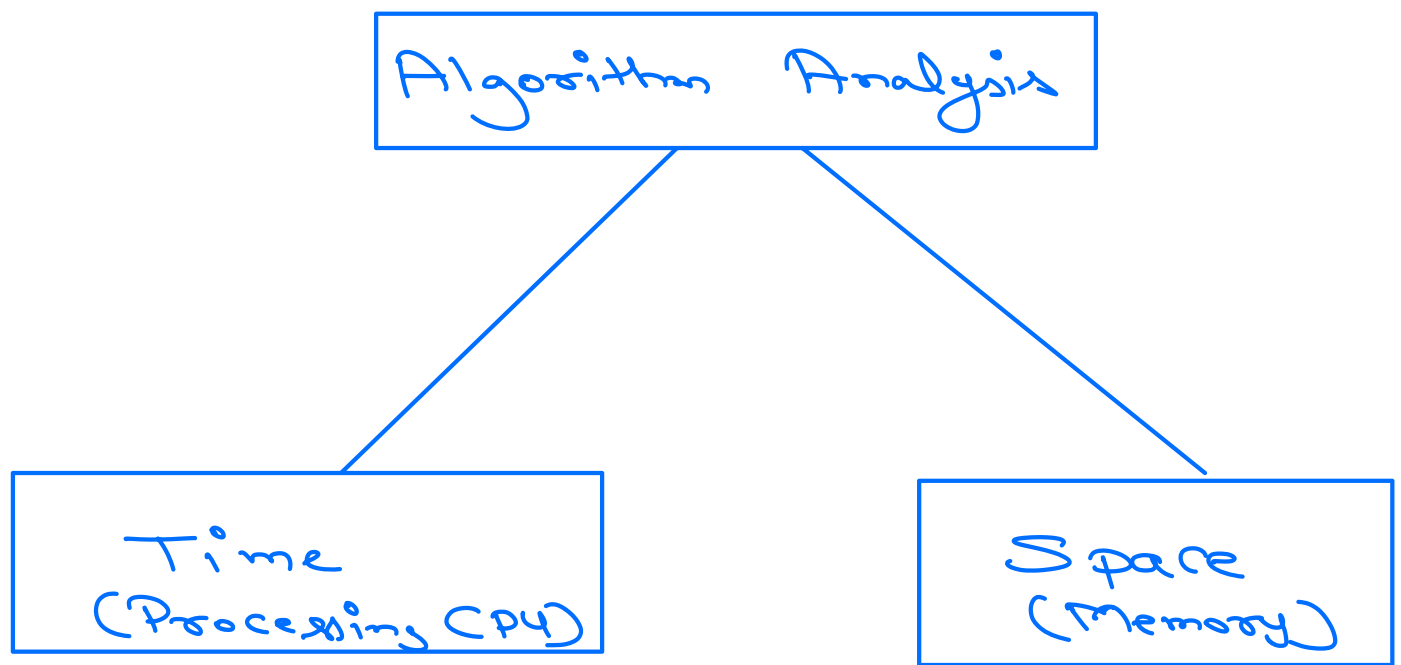 Algorithm Analysis
Time
(Processing CPU)
Space
(Memory)